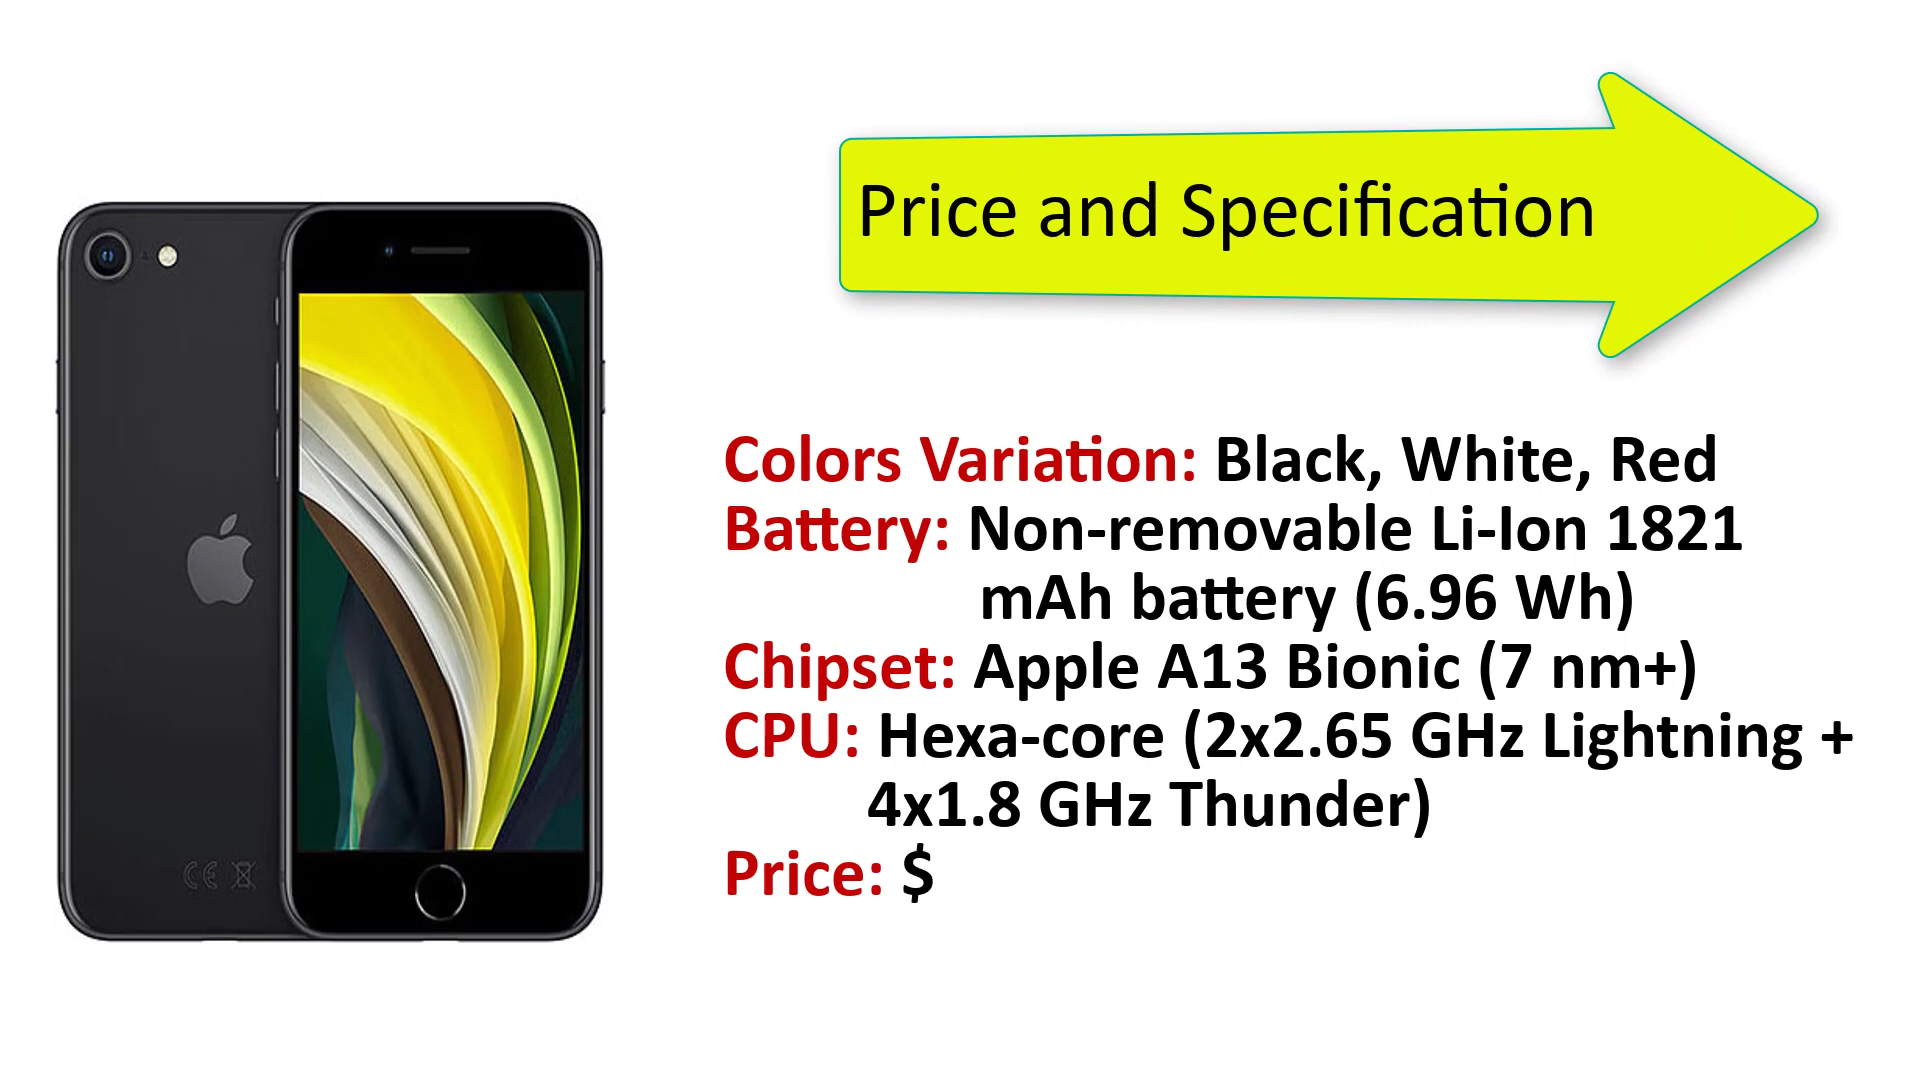 Price and Specification
Colors Variation: Black, White, Red
Battery: Non-removable Li-Ion 1821
mAh battery (6.96 Wh)
Chipset: Apple A13 Bionic (7 nm+)
CPU: Hexa-core (2x2.65 GHz Lightning +
4x1.8 GHz Thunder)
Price: $
CE